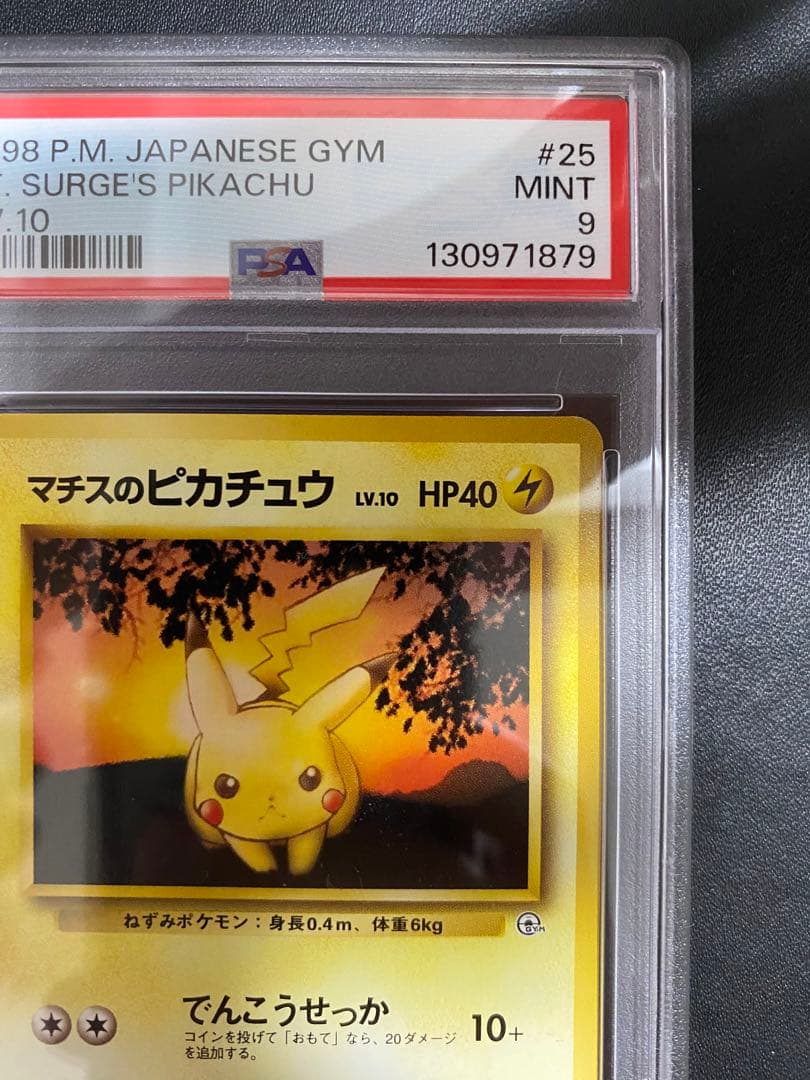 98 P.M. JAPANESE GYM #25
. SURGE'S PIKACHU MINT
.10 9
PSA 130971879
マチスのピカチュウ LV.10 HP40
ねずみポケモン：身長0.4m、体重6kg
GYM
でんこうせっか 10+
コインを投げて「おもて」なら、20ダメージ
を追加する。